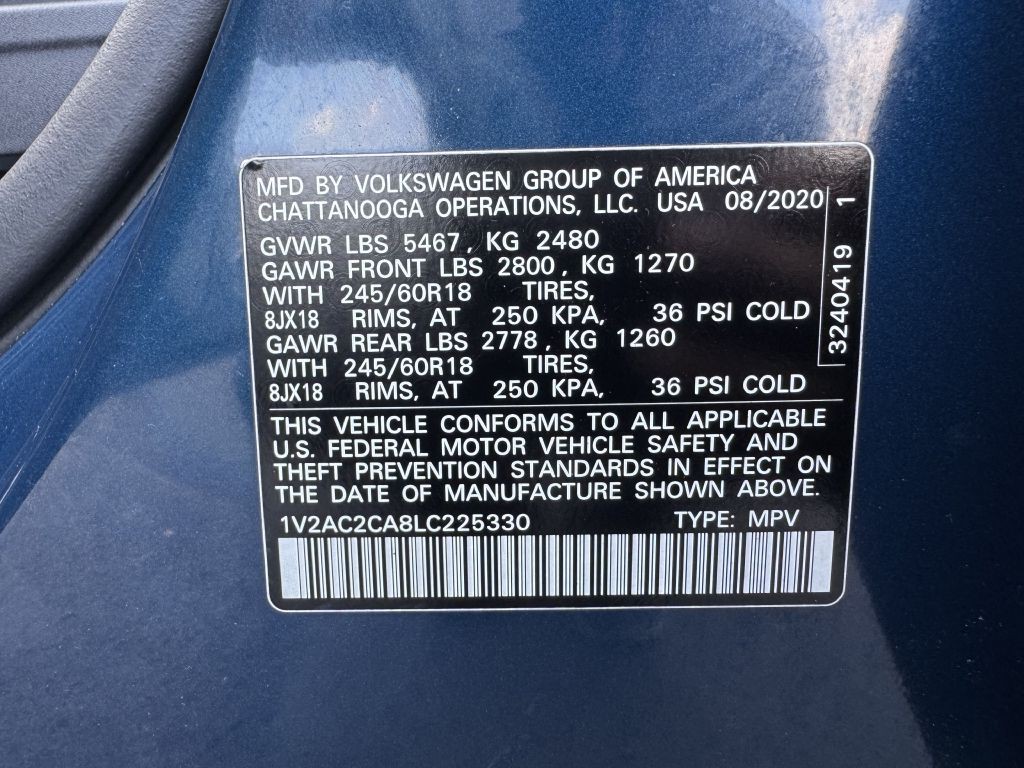 MFD BY VOLKSWAGEN GROUP OF AMERICA
CHATTANOOGA OPERATIONS, LLC. USA 08/2020
GVWR LBS 5467, KG 2480
GAWR FRONT LBS 2800, KG 1270
WITH 245/60R18 TIRES,
8JX18 RIMS, AT 250 KPA, 36 PSI COLD
GAWR REAR LBS 2778, KG 1260
WITH 245/60R18 TIRES,
8JX18 RIMS, AT 250 KPA, 36 PSI COLD
3240419 1
THIS VEHICLE CONFORMS TO ALL APPLICABLE
U.S. FEDERAL MOTOR VEHICLE SAFETY AND
THEFT PREVENTION STANDARDS IN EFFECT ON
THE DATE OF MANUFACTURE SHOWN ABOVE.
1V2AC2CA8LC225330 TYPE: MPV